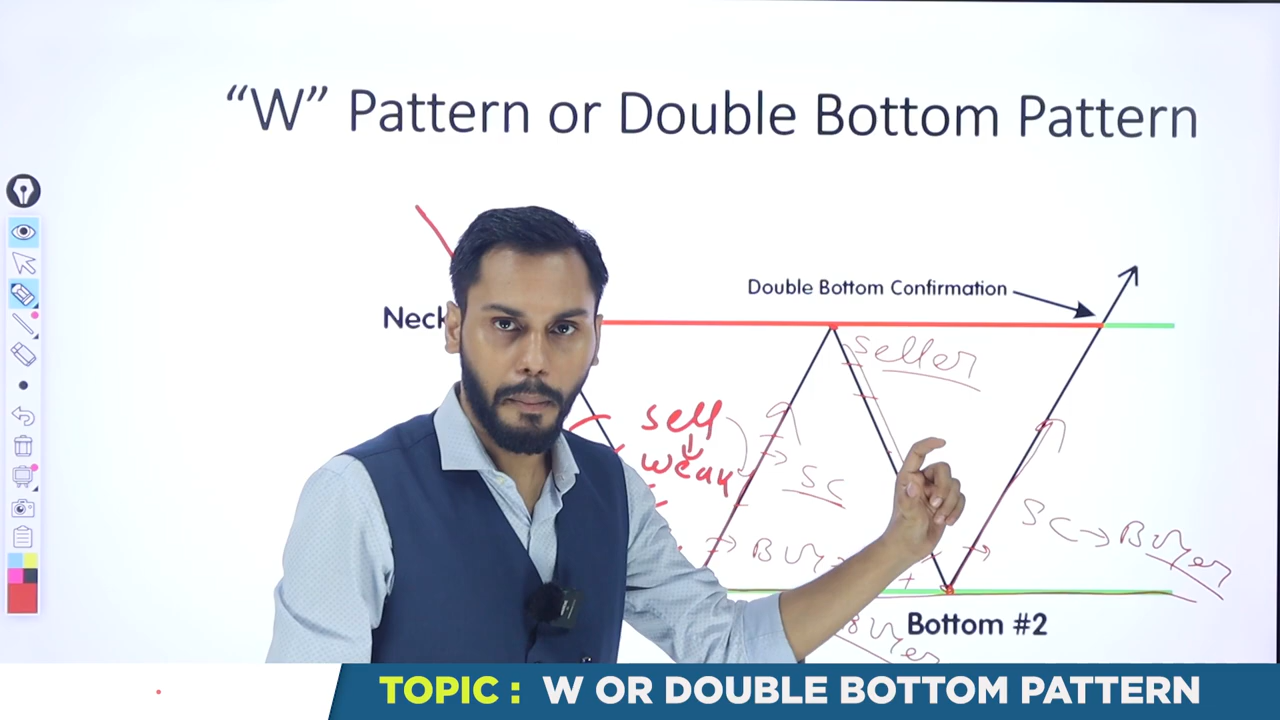 “W” Pattern or Double Bottom Pattern
Double Bottom Confirmation
Neck
seller
sell
weak
SC
SC → Buyer
Buyer
Bottom #2
TOPIC : W OR DOUBLE BOTTOM PATTERN